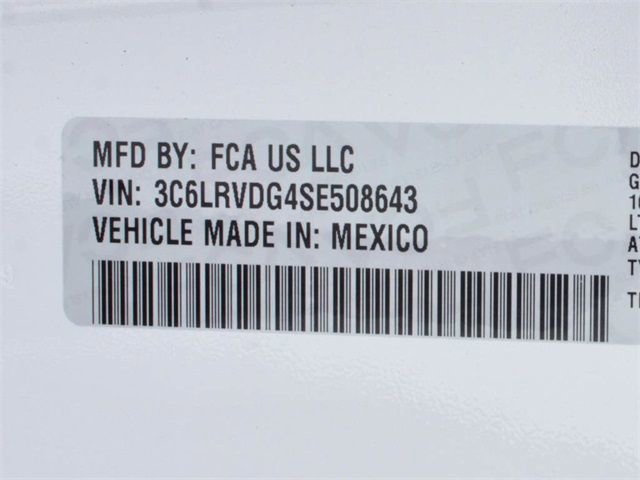 MFD BY: FCA US LLC
VIN: 3C6LRVDG4SE508643
VEHICLE MADE IN: MEXICO